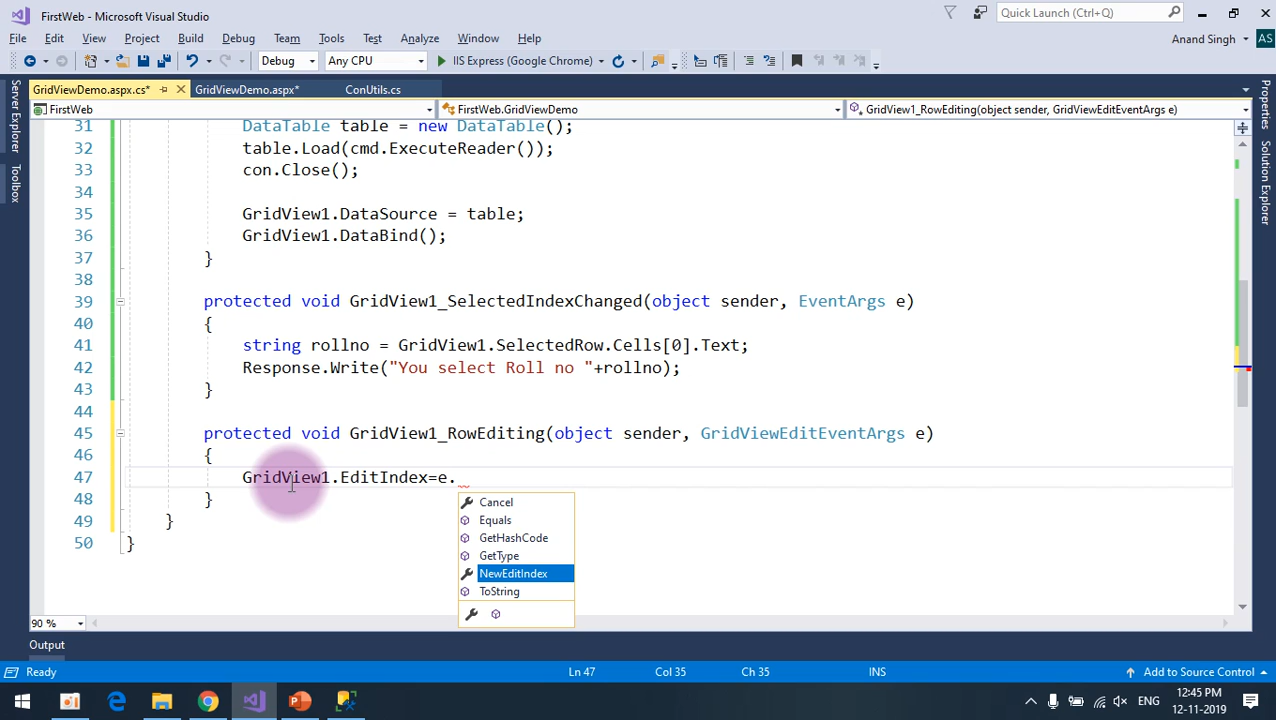 FirstWeb - Microsoft Visual Studio
Quick Launch (Ctrl+Q)
File Edit View Project Build Debug Team Tools Test Analyze Window Help
Anand Singh AS
Debug Any CPU IIS Express (Google Chrome)
GridViewDemo.aspx.cs* GridViewDemo.aspx* ConUtils.cs
FirstWeb FirstWeb.GridViewDemo GridView1_RowEditing(object sender, GridViewEditEventArgs e)
Server Explorer
Toolbox
Properties
Solution Explorer
31 DataTable table = new DataTable();
32 table.Load(cmd.ExecuteReader());
33 con.Close();
34
35 GridView1.DataSource = table;
36 GridView1.DataBind();
37 }
38
39 protected void GridView1_SelectedIndexChanged(object sender, EventArgs e)
40 {
41 string rollno = GridView1.SelectedRow.Cells[0].Text;
42 Response.Write("You select Roll no "+rollno);
43 }
44
45 protected void GridView1_RowEditing(object sender, GridViewEditEventArgs e)
46 {
47 GridView1.EditIndex=e.
48 }
49 }
50 }
Cancel
Equals
GetHashCode
GetType
NewEditIndex
ToString
90 %
Output
Ready Ln 47 Col 35 Ch 35 INS Add to Source Control
ENG 12:45 PM
12-11-2019